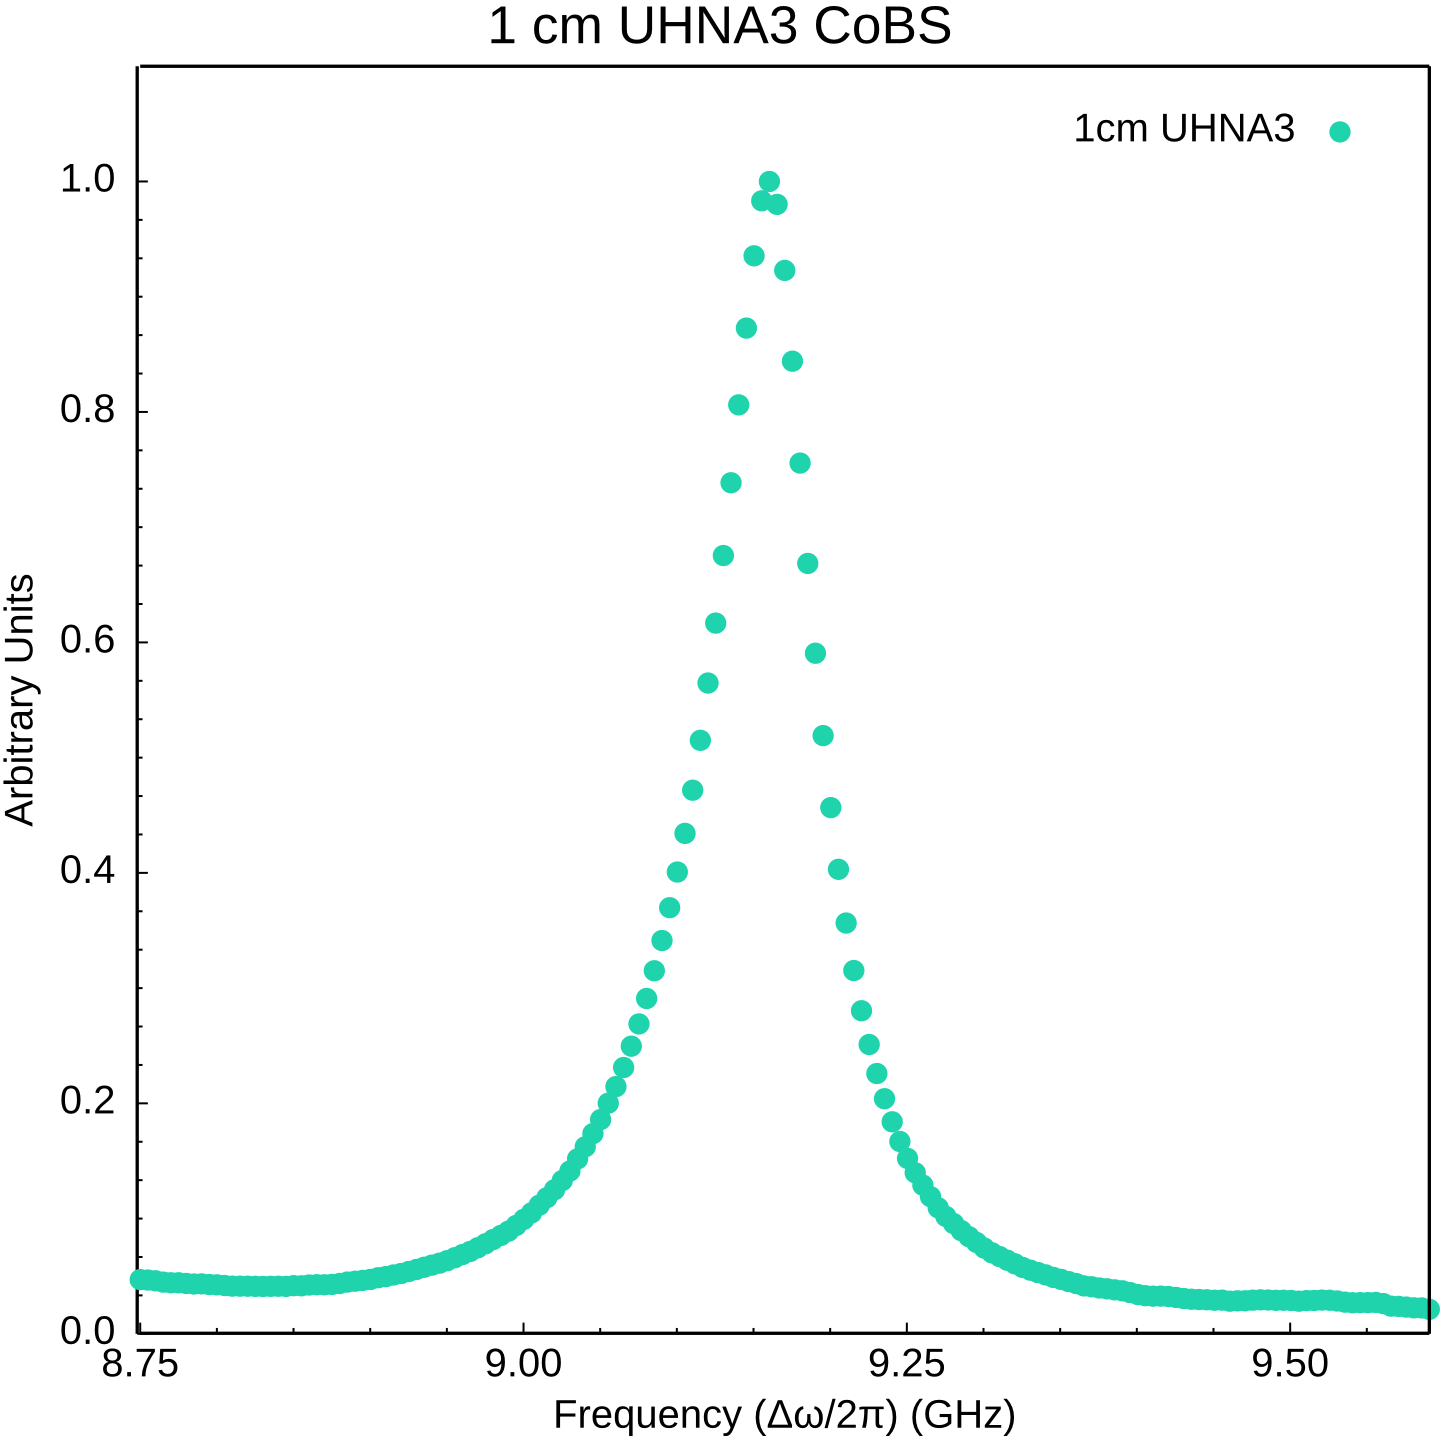 1 cm UHNA3 CoBS
1cm UHNA3
1.0
0.8
0.6
0.4
0.2
0.0
Arbitrary Units
8.75 9.00 9.25 9.50
Frequency (Δω/2π) (GHz)